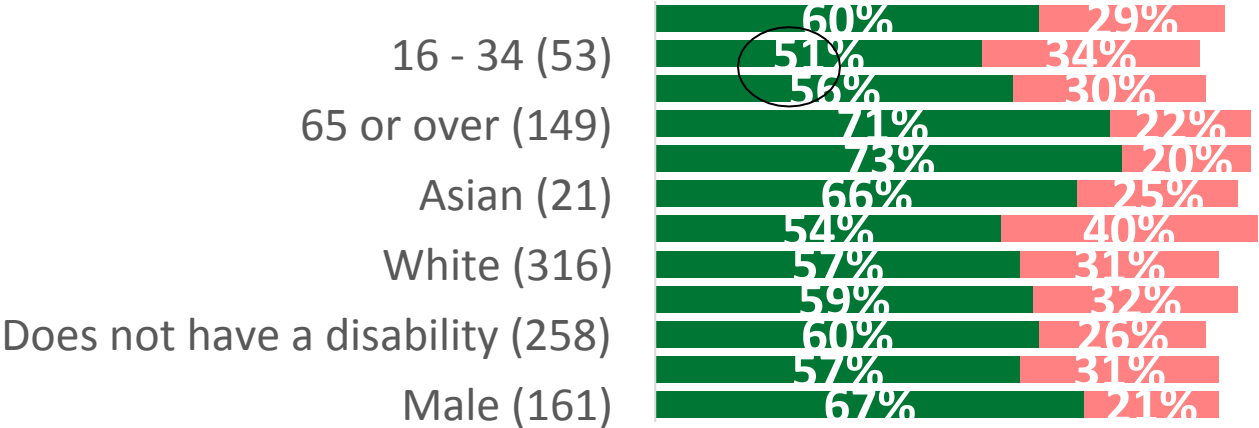 60% 29%
16 - 34 (53) 51% 34%
56% 30%
65 or over (149) 71% 22%
73% 20%
Asian (21) 66% 25%
54% 40%
White (316) 57% 31%
59% 32%
Does not have a disability (258) 60% 26%
57% 31%
Male (161) 67% 21%